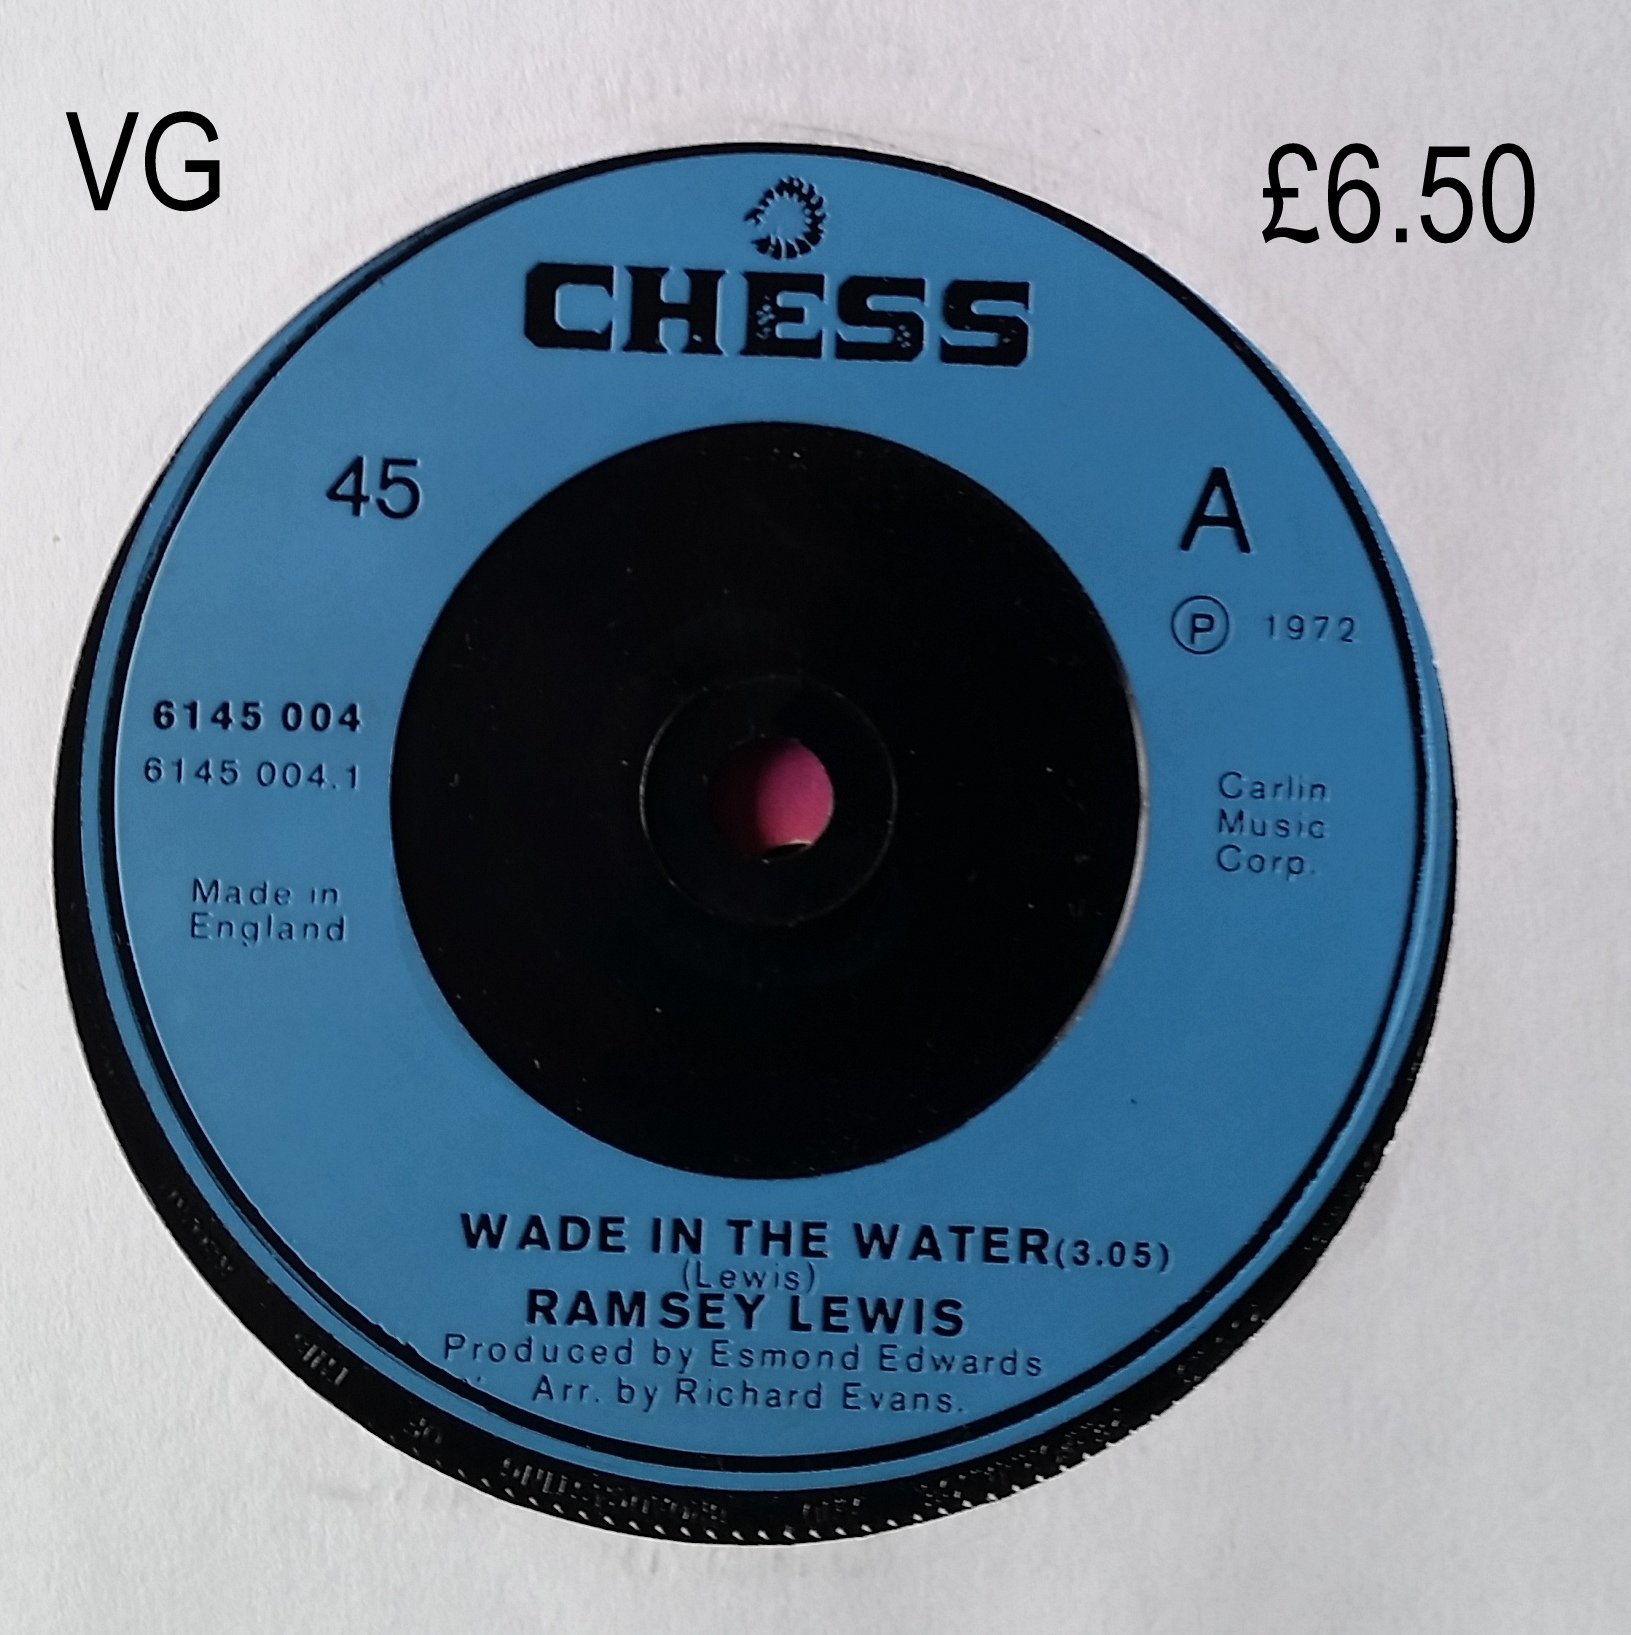 VG
£6.50
CHESS
45
A
Ⓟ 1972
6145 004
6145 004.1
Made in
England
Carlin
Music
Corp.
WADE IN THE WATER(3.05)
(Lewis)
RAMSEY LEWIS
Produced by Esmond Edwards
Arr. by Richard Evans.